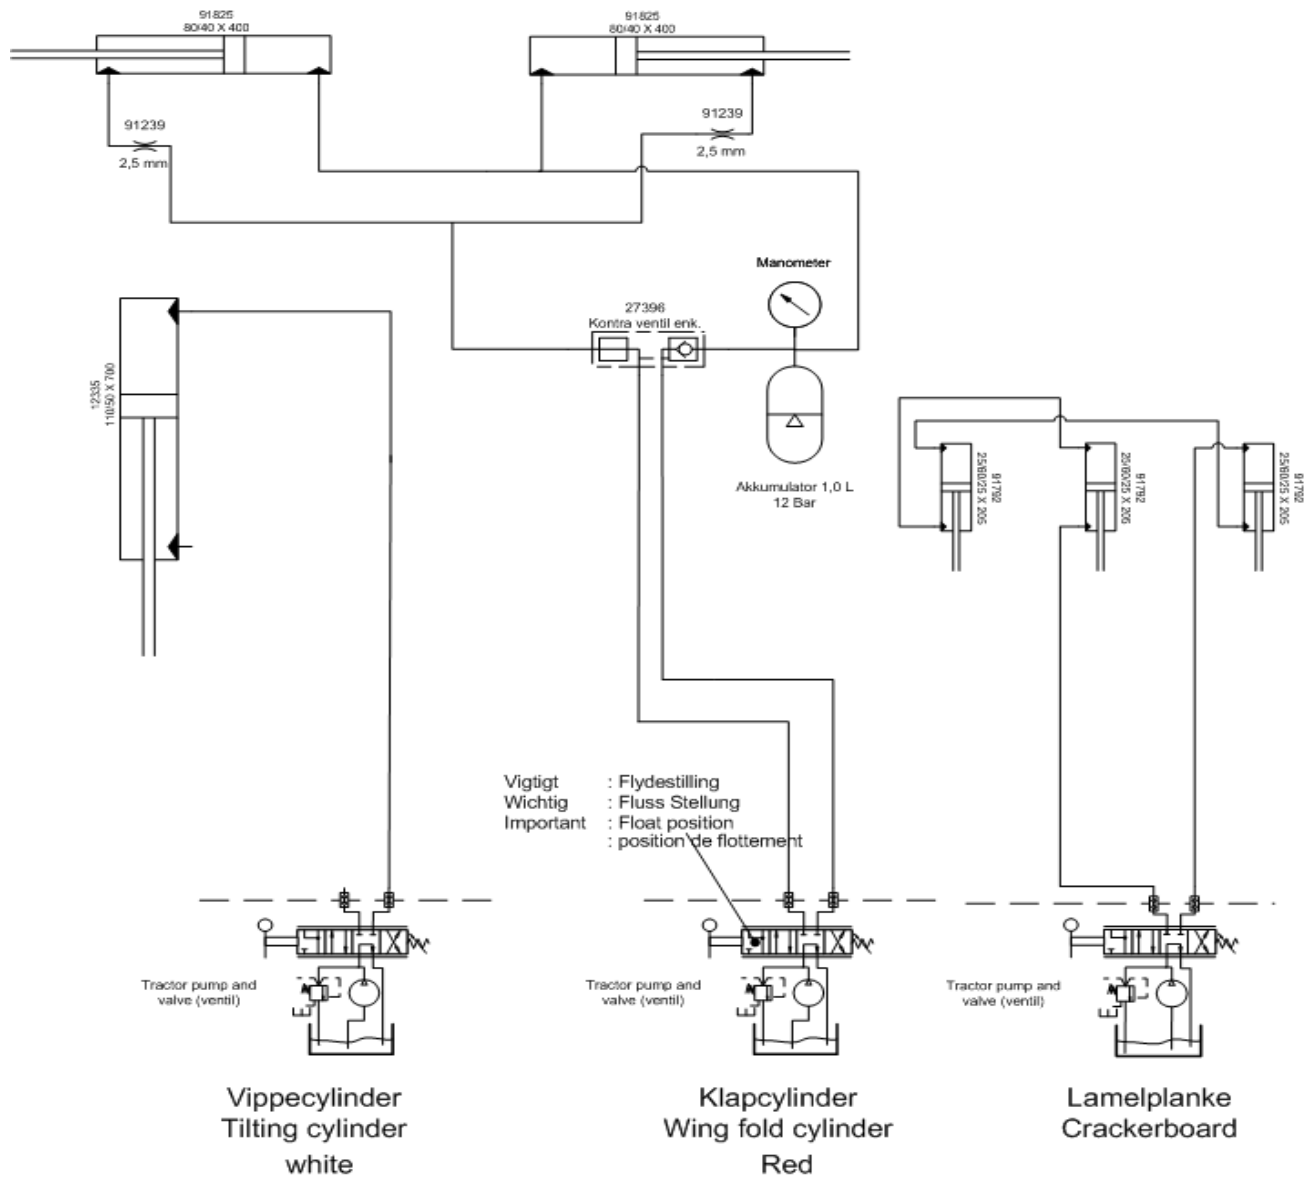 91825
80/40 X 400
91825
80/40 X 400
91239
2,5 mm
91239
2,5 mm
Manometer
27396
Kontra ventil enk.
12335
110/50 X 700
Akkumulator 1,0 L
12 Bar
91792
25/60/25 X 205
91792
25/60/25 X 205
91792
25/60/25 X 205
Vigtigt : Flydestilling
Wichtig : Fluss Stellung
Important : Float position
: position de flottement
Tractor pump and
valve (ventil)
Tractor pump and
valve (ventil)
Tractor pump and
valve (ventil)
Vippecylinder
Tilting cylinder
white
Klapcylinder
Wing fold cylinder
Red
Lamelplanke
Crackerboard